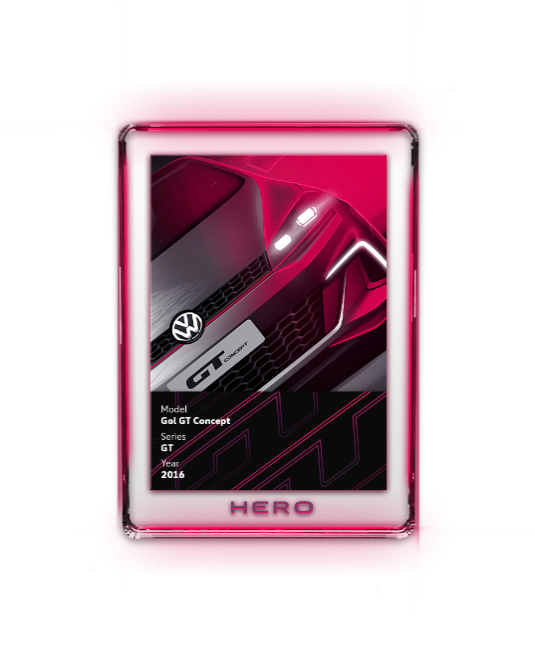 GT CONCEPT
Model
Gol GT Concept
Series
GT
Year
2016
HERO